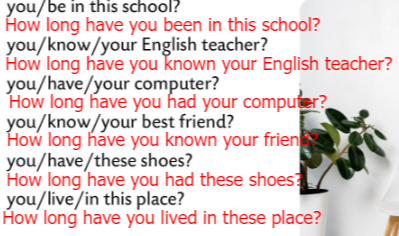 you/be in this school?
How long have you been in this school?
you/know/your English teacher?
How long have you known your English teacher?
you/have/your computer?
How long have you had your computer?
you/know/your best friend?
How long have you known your friend?
you/have/these shoes?
How long have you had these shoes?
you/live/in this place?
How long have you lived in these place?